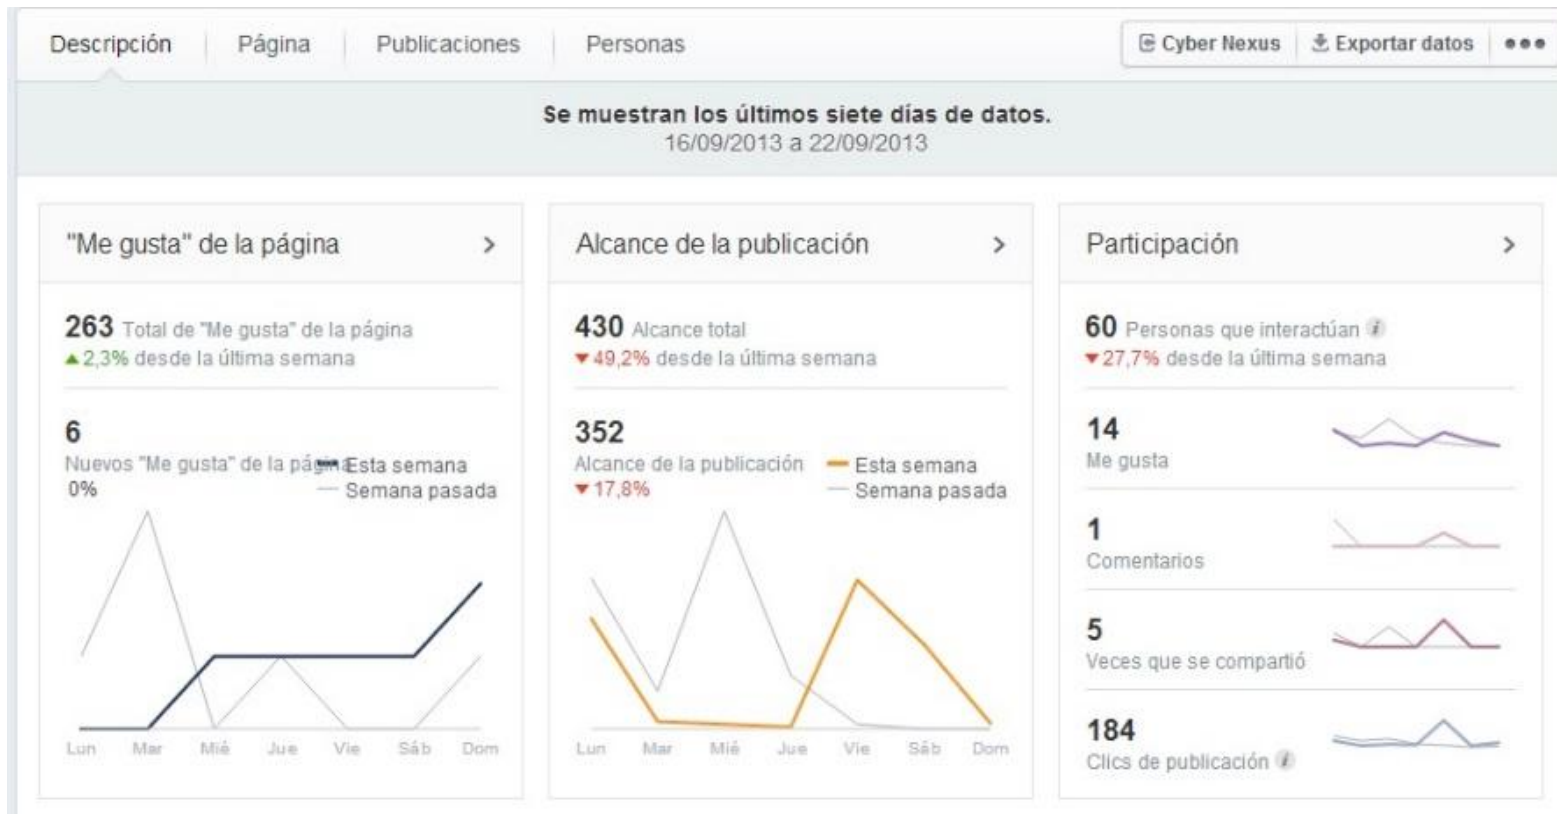 Descripción Página Publicaciones Personas Cyber Nexus Exportar datos
Se muestran los últimos siete días de datos.
16/09/2013 a 22/09/2013
"Me gusta" de la página
263 Total de "Me gusta" de la página
2,3% desde la última semana
6
Nuevos "Me gusta" de la página
0%
Esta semana
Semana pasada
Lun Mar Mié Jue Vie Sáb Dom
Alcance de la publicación
430 Alcance total
49,2% desde la última semana
352
Alcance de la publicación
17,8%
Esta semana
Semana pasada
Lun Mar Mié Jue Vie Sáb Dom
Participación
60 Personas que interactúan i
27,7% desde la última semana
14
Me gusta
1
Comentarios
5
Veces que se compartió
184
Clics de publicación i